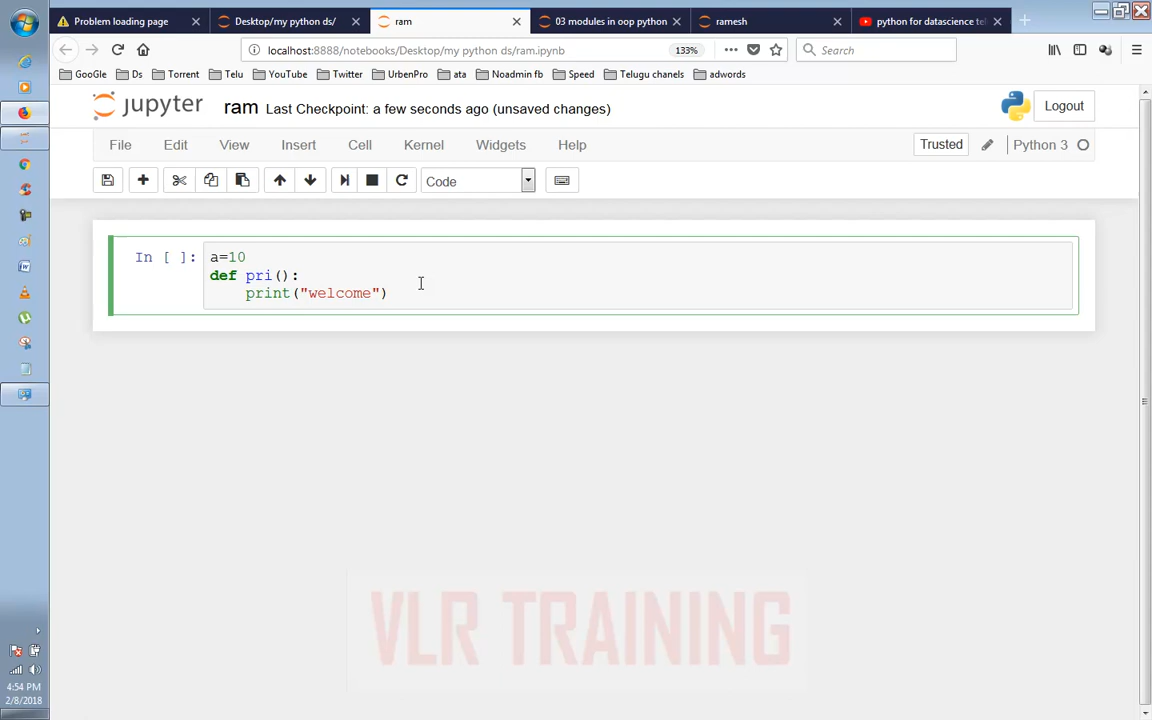 Problem loading page
Desktop/my python ds/
ram
03 modules in oop python
ramesh
python for datascience tel
localhost:8888/notebooks/Desktop/my python ds/ram.ipynb
133%
Search
GooGle
Ds
Torrent
Telu
YouTube
Twitter
UrbenPro
ata
Noadmin fb
Speed
Telugu chanels
adwords
jupyter
ram Last Checkpoint: a few seconds ago (unsaved changes)
Logout
File Edit View Insert Cell Kernel Widgets Help
Trusted
Python 3
Code
In [ ]:
a=10
def pri():
print("welcome")
VLR TRAINING
4:54 PM
2/8/2018